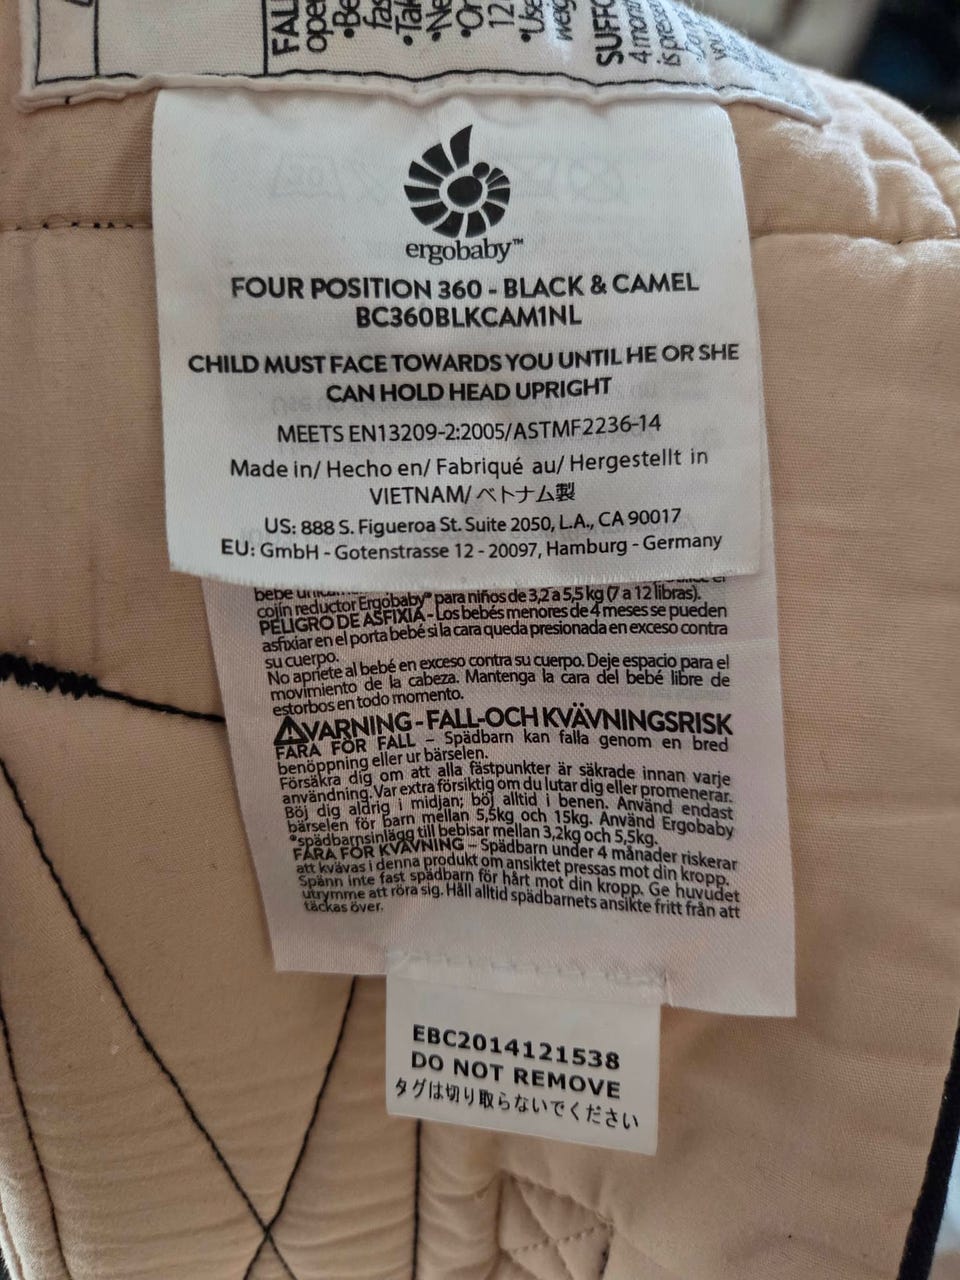 FALL
4 mont
ergobaby™
FOUR POSITION 360 - BLACK & CAMEL
BC360BLKCAM1NL
CHILD MUST FACE TOWARDS YOU UNTIL HE OR SHE
CAN HOLD HEAD UPRIGHT
MEETS EN13209-2:2005/ASTMF2236-14
Made in/ Hecho en/ Fabriqué au/ Hergestellt in
VIETNAM/ベトナム製
US: 888 S. Figueroa St. Suite 2050, L.A., CA 90017
EU: GmbH - Gotenstrasse 12 - 20097, Hamburg - Germany
bebé
cojín reductor Ergobaby® para niños de 3,2 a 5,5 kg (7 a 12 libras).
PELIGRO DE ASFIXIA - Los bebés menores de 4 meses se pueden
asfixiar en el porta bebé si la cara queda presionada en exceso contra
su cuerpo.
No apriete al bebé en exceso contra su cuerpo. Deje espacio para el
movimiento de la cabeza. Mantenga la cara del bebé libre de
estorbos en todo momento.
⚠VARNING - FALL-OCH KVÄVNINGSRISK
FARA FÖR FALL – Spädbarn kan falla genom en bred
benöppning eller ur bärselen.
Försäkra dig om att alla fästpunkter är säkrade innan varje
användning. Var extra försiktig om du lutar dig eller promenerar.
Böj dig aldrig i midjan; böj alltid i benen. Använd endast
bärselen för barn mellan 5,5kg och 15kg. Använd Ergobaby
*spädbarnsinlägg till bebisar mellan 3,2kg och 5,5kg.
FARA FÖR KVÄVNING – Spädbarn under 4 månader riskerar
att kvävas i denna produkt om ansiktet pressas mot din kropp.
Spänn inte fast spädbarn för hårt mot din kropp. Ge huvudet
utrymme att röra sig. Håll alltid spädbarnets ansikte fritt från att
täckas över.
EBC2014121538
DO NOT REMOVE
タグは切り取らないでください